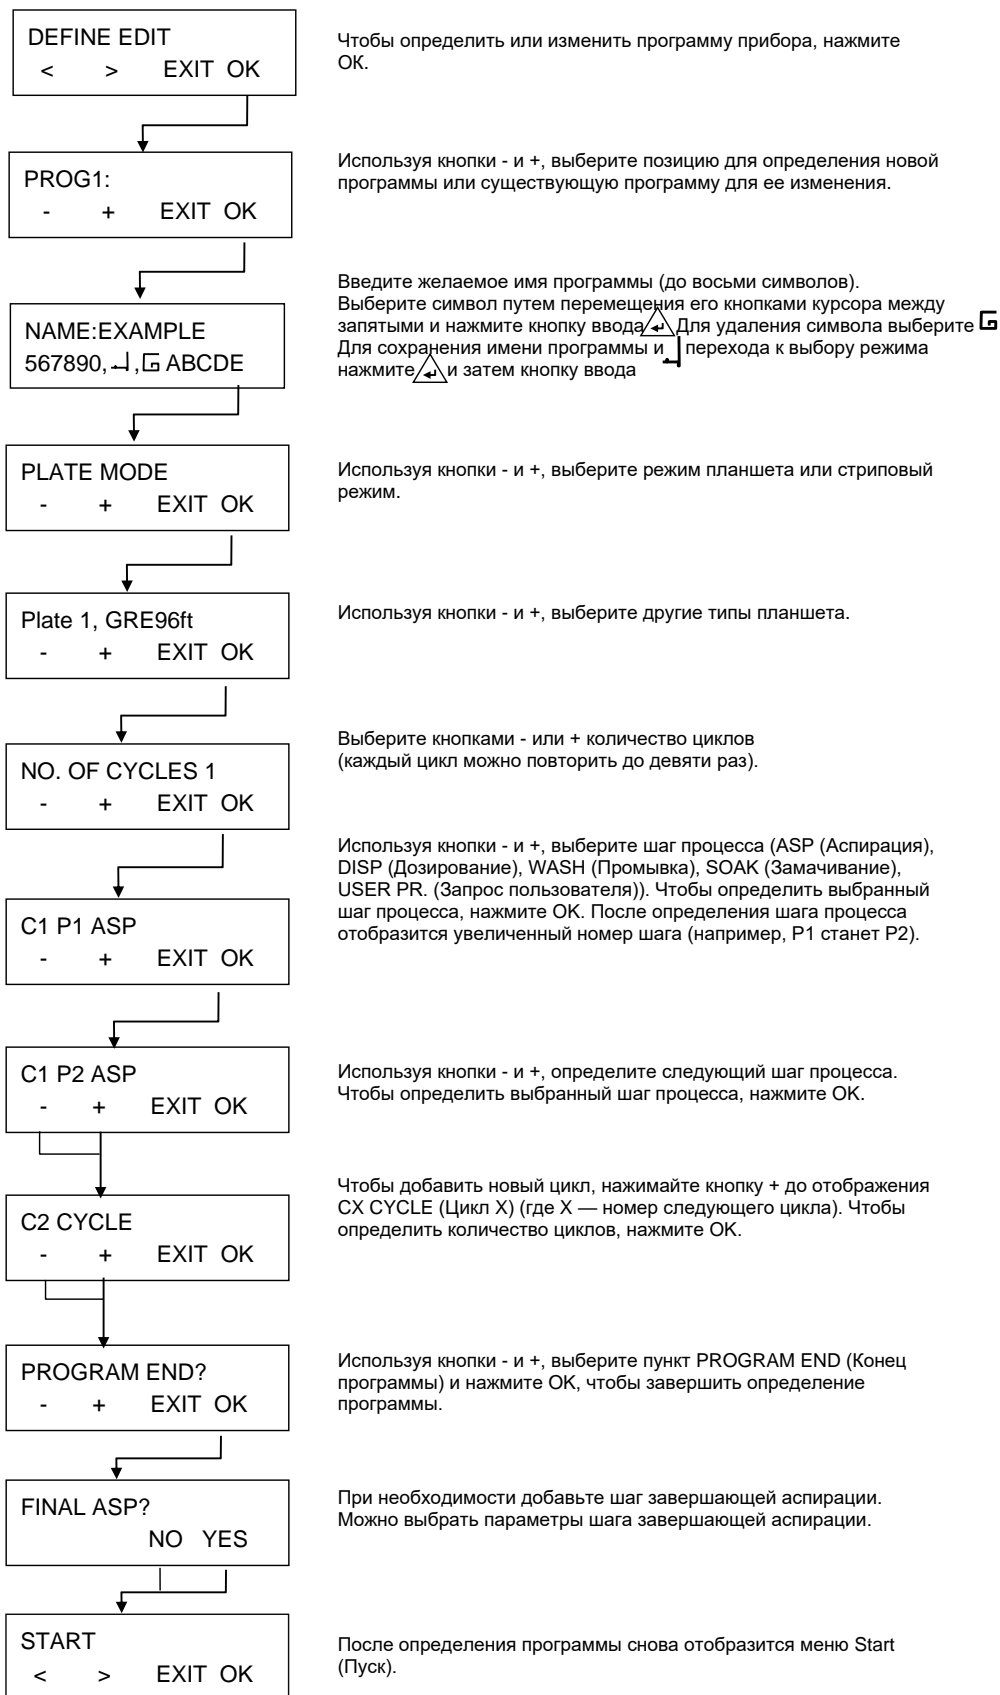 DEFINE EDIT
< > EXIT OK
Чтобы определить или изменить программу прибора, нажмите
OK.
PROG1:
- + EXIT OK
Используя кнопки - и +, выберите позицию для определения новой
программы или существующую программу для ее изменения.
NAME:EXAMPLE
567890, ,  ABCDE
Введите желаемое имя программы (до восьми символов).
Выберите символ путем перемещения его кнопками курсора между
запятыми и нажмите кнопку ввода Для удаления символа выберите
Для сохранения имени программы и перехода к выбору режима
нажмите и затем кнопку ввода
PLATE MODE
- + EXIT OK
Используя кнопки - и +, выберите режим планшета или стриповый
режим.
Plate 1, GRE96ft
- + EXIT OK
Используя кнопки - и +, выберите другие типы планшета.
NO. OF CYCLES 1
- + EXIT OK
Выберите кнопками - или + количество циклов
(каждый цикл можно повторить до девяти раз).
C1 P1 ASP
- + EXIT OK
Используя кнопки - и +, выберите шаг процесса (ASP (Аспирация),
DISP (Дозирование), WASH (Промывка), SOAK (Замачивание),
USER PR. (Запрос пользователя)). Чтобы определить выбранный
шаг процесса, нажмите OK. После определения шага процесса
отобразится увеличенный номер шага (например, P1 станет P2).
C1 P2 ASP
- + EXIT OK
Используя кнопки - и +, определите следующий шаг процесса.
Чтобы определить выбранный шаг процесса, нажмите OK.
C2 CYCLE
- + EXIT OK
Чтобы добавить новый цикл, нажимайте кнопку + до отображения
CX CYCLE (Цикл X) (где X — номер следующего цикла). Чтобы
определить количество циклов, нажмите OK.
PROGRAM END?
- + EXIT OK
Используя кнопки - и +, выберите пункт PROGRAM END (Конец
программы) и нажмите OK, чтобы завершить определение
программы.
FINAL ASP?
NO YES
При необходимости добавьте шаг завершающей аспирации.
Можно выбрать параметры шага завершающей аспирации.
START
< > EXIT OK
После определения программы снова отобразится меню Start
(Пуск).